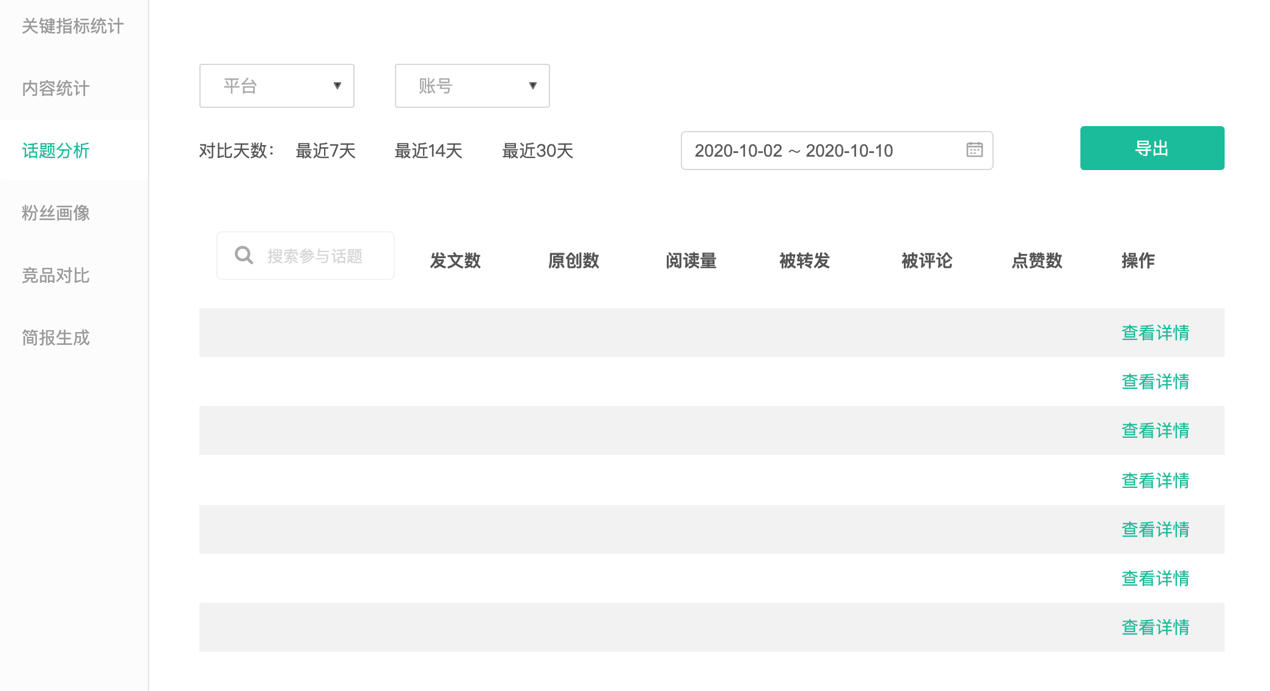 关键指标统计
内容统计
话题分析
粉丝画像
竞品对比
简报生成
平台 ▼ 账号 ▼
对比天数： 最近7天 最近14天 最近30天 2020-10-02 ～ 2020-10-10 导出
搜索参与话题 发文数 原创数 阅读量 被转发 被评论 点赞数 操作
查看详情
查看详情
查看详情
查看详情
查看详情
查看详情
查看详情